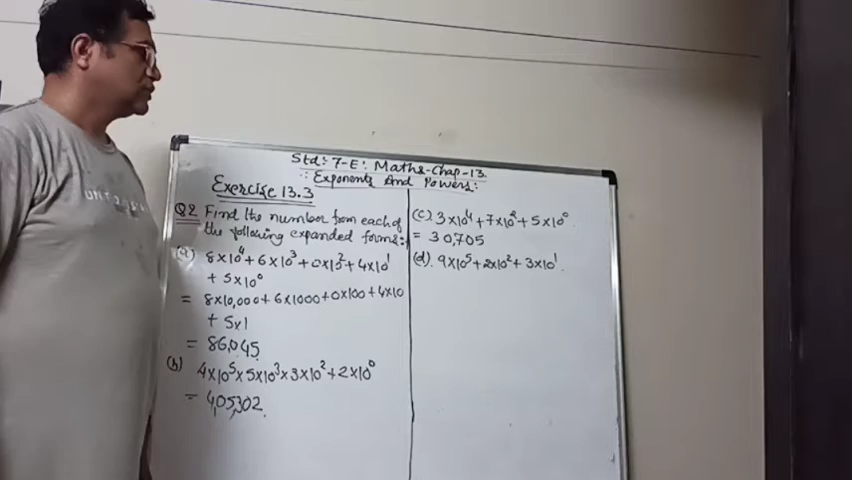 Std:- 7-E: Maths-Chap-13.
:- Exponents And Powers:-
Exercise 13.3
Q2 Find the number from each of
the following expanded forms:-
(a) 8×10⁴+6×10³+0×10²+4×10¹
+ 5×10⁰
= 8×10,000+6×1000+0×100+4×10
+ 5×1
= 86,045.
(b) 4×10⁵×5×10³×3×10²+2×10⁰
= 4,05,302.
(c) 3×10⁴+7×10²+5×10⁰
= 30,705
(d). 9×10⁵+2×10²+3×10¹.